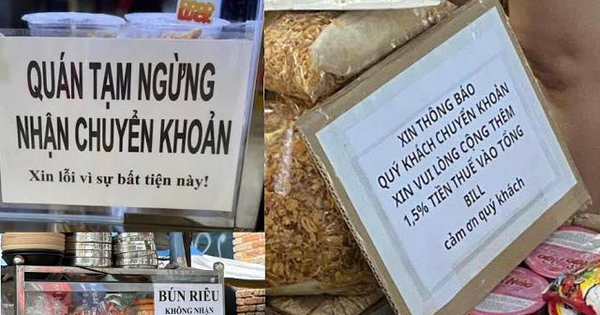 QUÁN TẠM NGỪNG
NHẬN CHUYỂN KHOẢN
Xin lỗi vì sự bất tiện này!
XIN THÔNG BÁO
QUÝ KHÁCH CHUYỂN KHOẢN
XIN VUI LÒNG CỘNG THÊM
1,5% TIỀN THUẾ VÀO TỔNG
BILL
cảm ơn quý khách
BÚN RIÊU
KHÔNG NHẬN